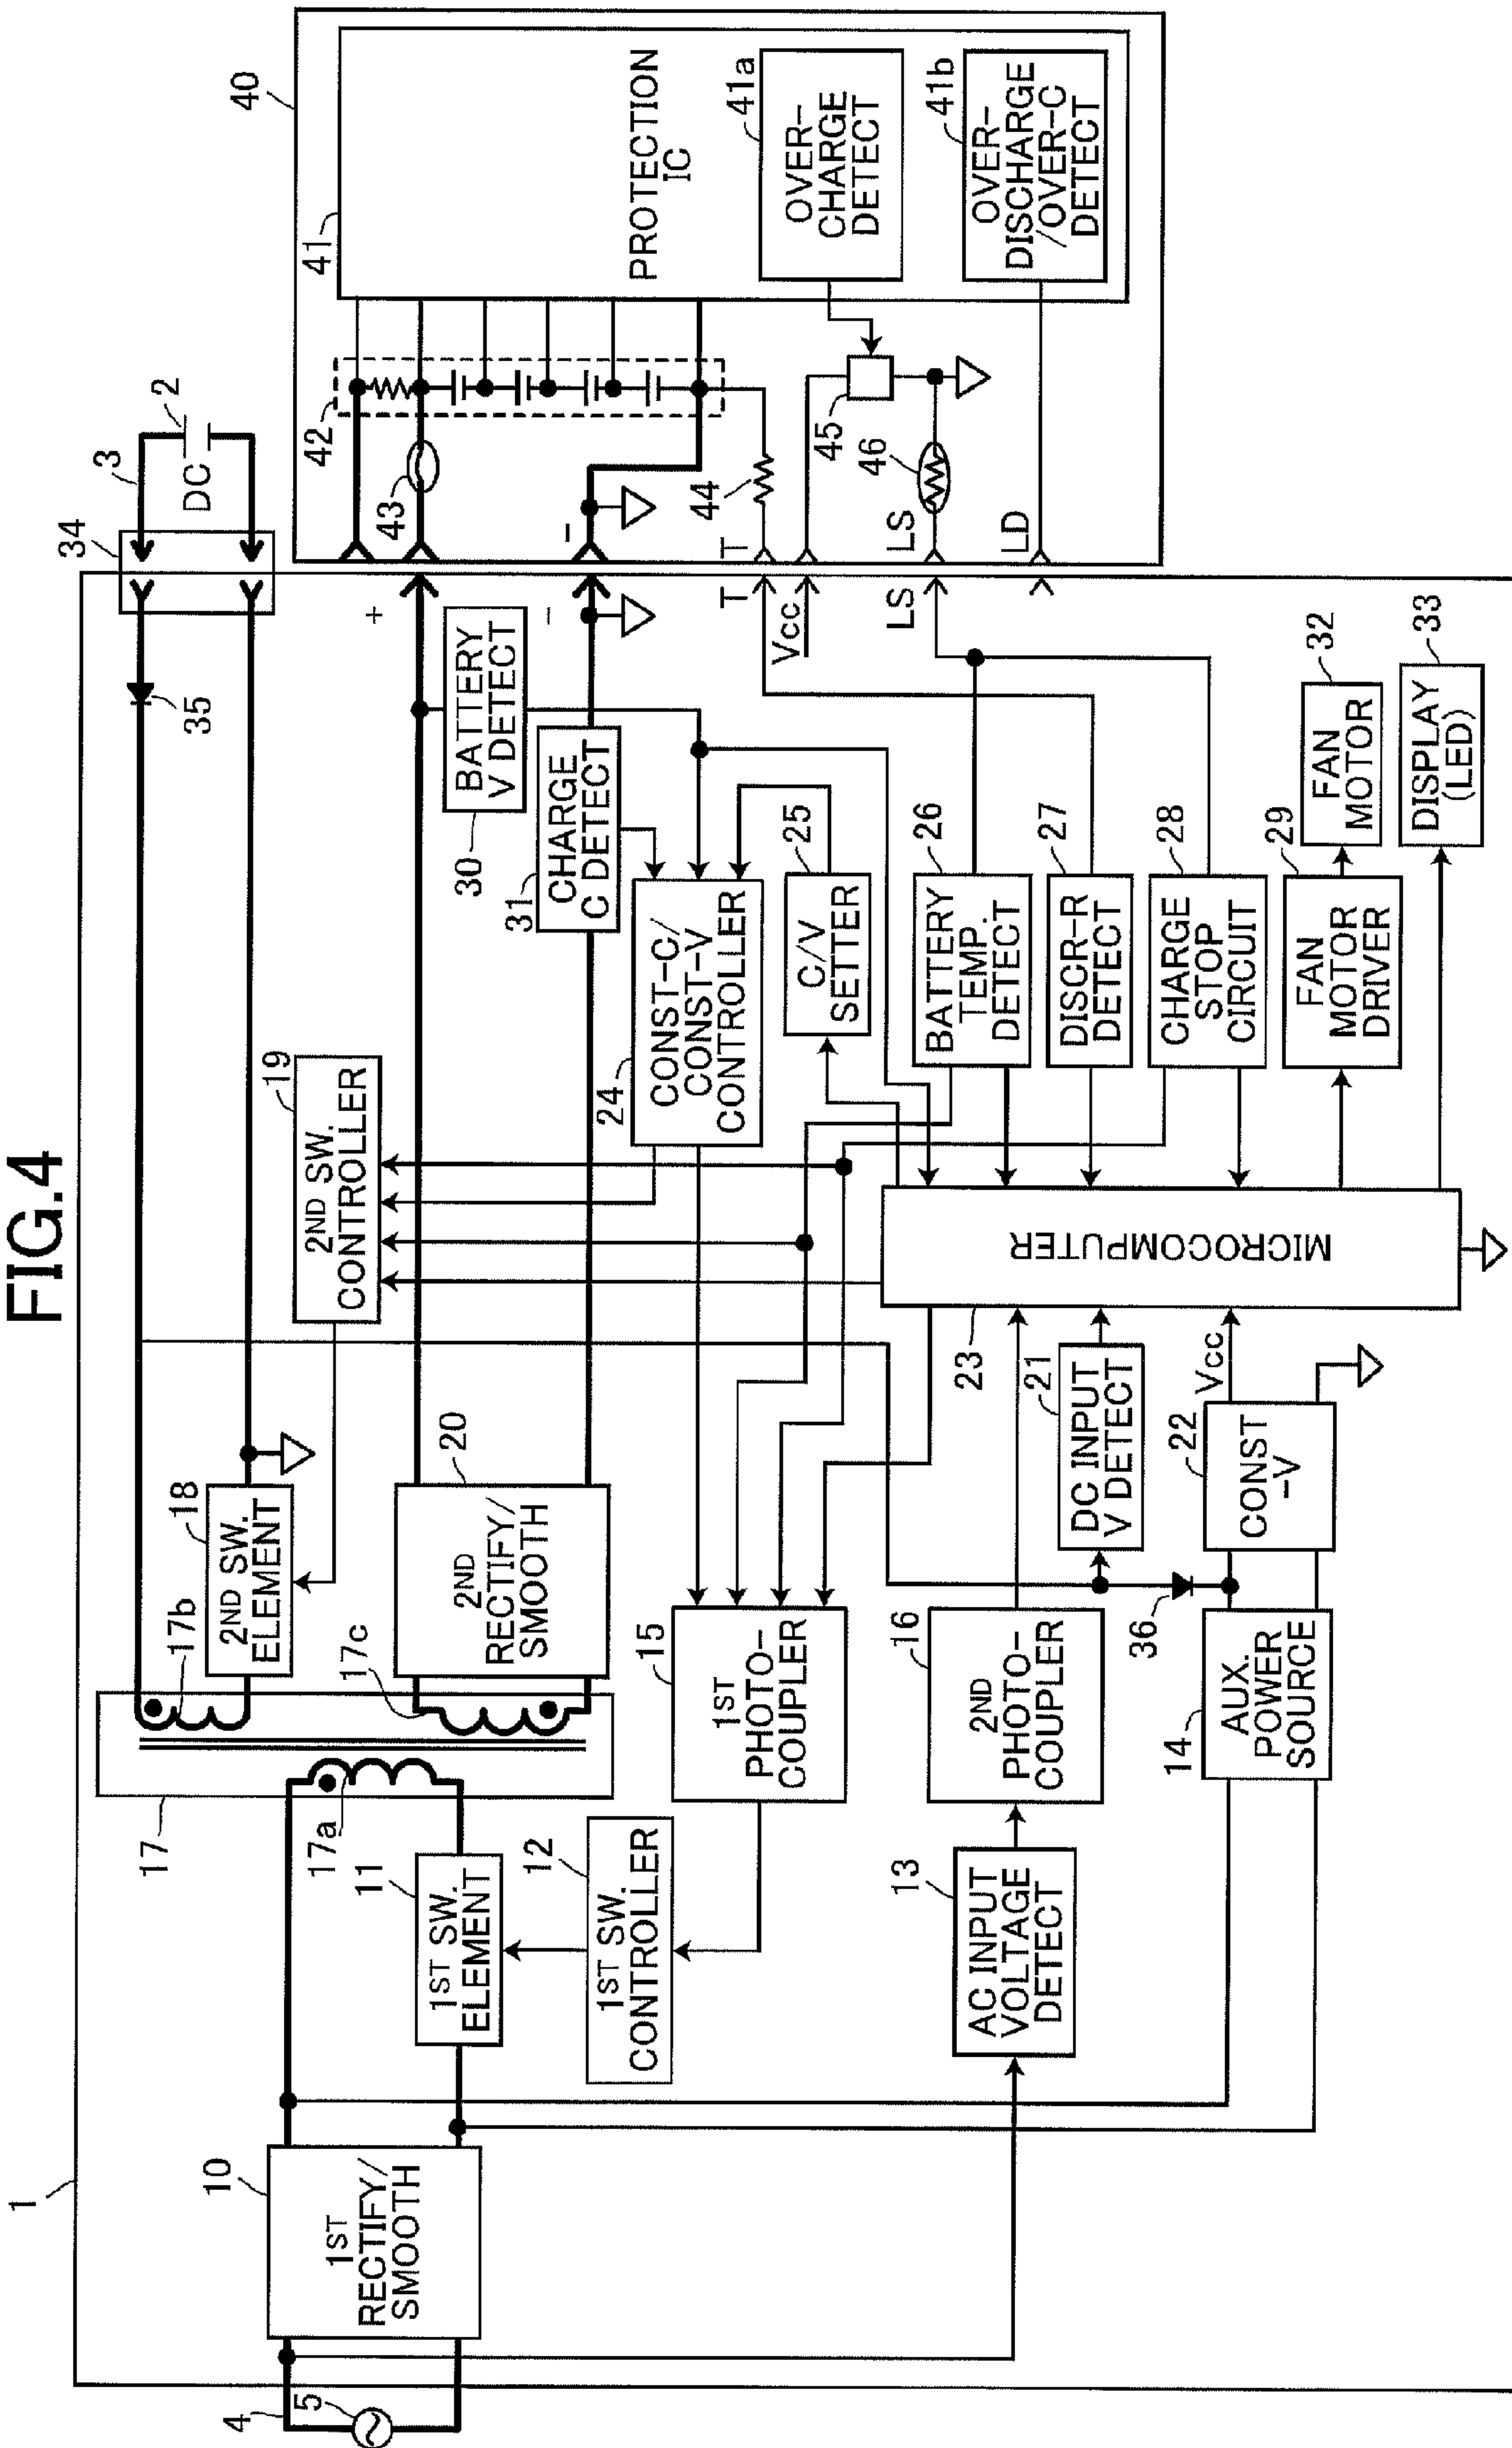 FIG.4
1
4
5
10
1ST
RECTIFY/
SMOOTH
17
17a
17b
17c
11
1ST SW.
ELEMENT
12
1ST SW.
CONTROLLER
13
AC INPUT
VOLTAGE
DETECT
18
2ND SW.
ELEMENT
20
2ND
RECTIFY/
SMOOTH
15
1ST
PHOTO-
COUPLER
16
2ND
PHOTO-
COUPLER
14
AUX.
POWER
SOURCE
36
19
2ND SW.
CONTROLLER
23
MICROCOMPUTER
21
DC INPUT
V DETECT
22
CONST
-V
Vcc
24
CONST-C/
CONST-V
CONTROLLER
25
C/V
SETTER
26
BATTERY
TEMP.
DETECT
27
DISCR-R
DETECT
28
CHARGE
STOP
CIRCUIT
29
FAN
MOTOR
DRIVER
30
BATTERY
V DETECT
31
CHARGE
C DETECT
32
FAN
MOTOR
33
DISPLAY
(LED)
35
34
3
2
DC
+
-
T
Vcc
LS
40
41
PROTECTION
IC
42
43
-
44
T
45
46
LS
LD
41a
OVER-
CHARGE
DETECT
41b
OVER-
DISCHARGE
/OVER-C
DETECT